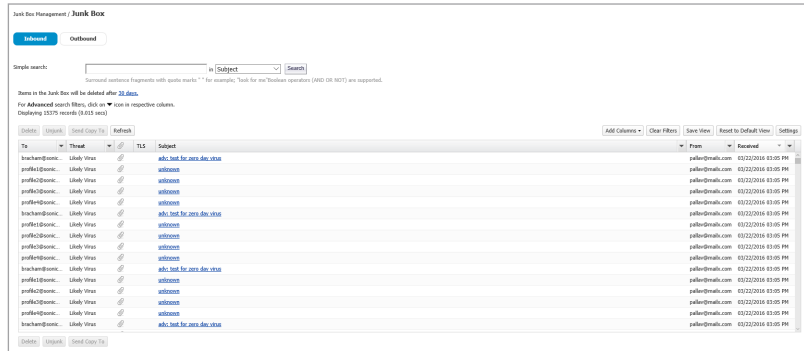 Junk Box Management / Junk Box
Inbound Outbound
Simple search: in Subject Search
Surround sentence fragments with quote marks " " for example; "look for me"Boolean operators (AND OR NOT) are supported.
Items in the Junk Box will be deleted after 30 days.
For Advanced search filters, click on ▼ icon in respective column.
Displaying 15375 records (0.015 secs)
Delete Unjunk Send Copy To Refresh Add Columns Clear Filters Save View Reset to Default View Settings
To Threat TLS Subject From Received
bracham@sonic... Likely Virus adv: test for zero day virus pallav@mailx.com 03/22/2016 03:05 PM
profile1@sonic... Likely Virus unknown pallav@mailx.com 03/22/2016 03:05 PM
profile2@sonic... Likely Virus unknown pallav@mailx.com 03/22/2016 03:05 PM
profile3@sonic... Likely Virus unknown pallav@mailx.com 03/22/2016 03:05 PM
profile4@sonic... Likely Virus unknown pallav@mailx.com 03/22/2016 03:05 PM
bracham@sonic... Likely Virus adv: test for zero day virus pallav@mailx.com 03/22/2016 03:05 PM
profile1@sonic... Likely Virus unknown pallav@mailx.com 03/22/2016 03:05 PM
profile2@sonic... Likely Virus unknown pallav@mailx.com 03/22/2016 03:05 PM
profile3@sonic... Likely Virus unknown pallav@mailx.com 03/22/2016 03:05 PM
profile4@sonic... Likely Virus unknown pallav@mailx.com 03/22/2016 03:05 PM
bracham@sonic... Likely Virus adv: test for zero day virus pallav@mailx.com 03/22/2016 03:05 PM
profile1@sonic... Likely Virus unknown pallav@mailx.com 03/22/2016 03:05 PM
profile2@sonic... Likely Virus unknown pallav@mailx.com 03/22/2016 03:05 PM
profile3@sonic... Likely Virus unknown pallav@mailx.com 03/22/2016 03:05 PM
profile4@sonic... Likely Virus unknown pallav@mailx.com 03/22/2016 03:05 PM
bracham@sonic... Likely Virus adv: test for zero day virus pallav@mailx.com 03/22/2016 03:05 PM
Delete Unjunk Send Copy To